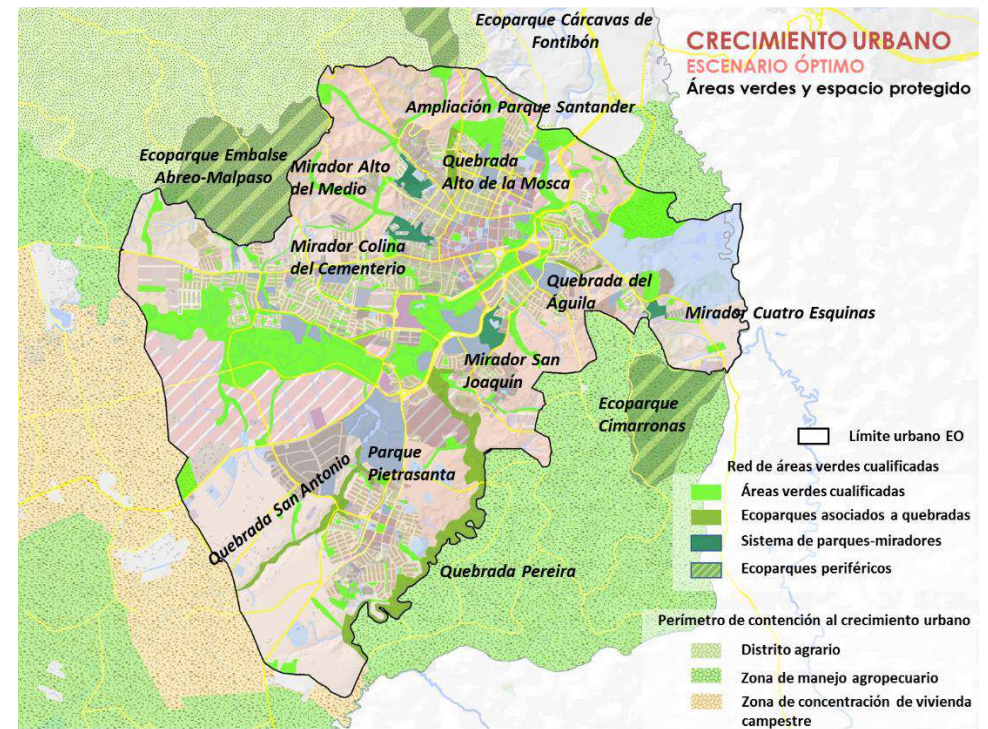 Ecoparque Cárcavas de
Fontibón
CRECIMIENTO URBANO
ESCENARIO ÓPTIMO
Áreas verdes y espacio protegido
Ampliación Parque Santander
Ecoparque Embalse
Abreo-Malpaso
Mirador Alto
del Medio
Quebrada
Alto de la Mosca
Mirador Colina
del Cementerio
Quebrada del
Águila
Mirador Cuatro Esquinas
Mirador San
Joaquín
Ecoparque
Cimarronas
Parque
Pietrasanta
Quebrada San Antonio
Quebrada Pereira
Límite urbano EO
Red de áreas verdes cualificadas
Áreas verdes cualificadas
Ecoparques asociados a quebradas
Sistema de parques-miradores
Ecoparques periféricos
Perímetro de contención al crecimiento urbano
Distrito agrario
Zona de manejo agropecuario
Zona de concentración de vivienda
campestre